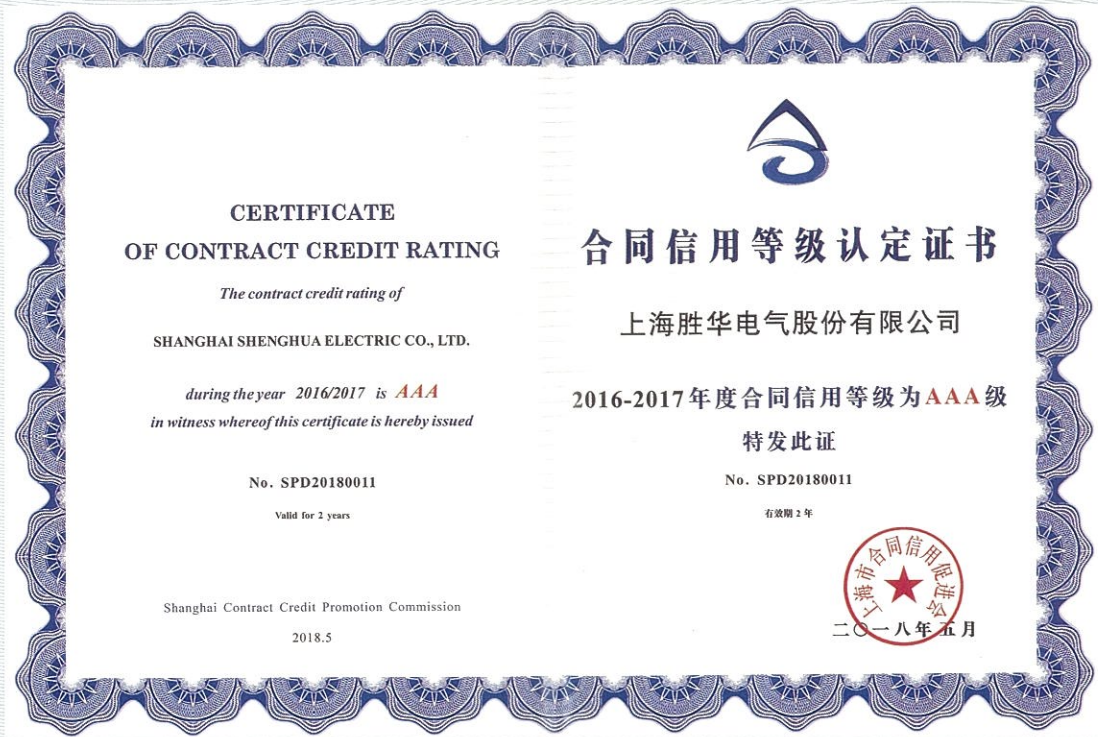 CERTIFICATE
OF CONTRACT CREDIT RATING
The contract credit rating of
SHANGHAI SHENGHUA ELECTRIC CO., LTD.
during the year 2016/2017 is AAA
in witness whereof this certificate is hereby issued
No. SPD20180011
Valid for 2 years
Shanghai Contract Credit Promotion Commission
2018.5
合同信用等级认定证书
上海胜华电气股份有限公司
2016-2017年度合同信用等级为AAA级
特发此证
No. SPD20180011
有效期 2 年
上海市合同信用促进会
二〇一八年五月